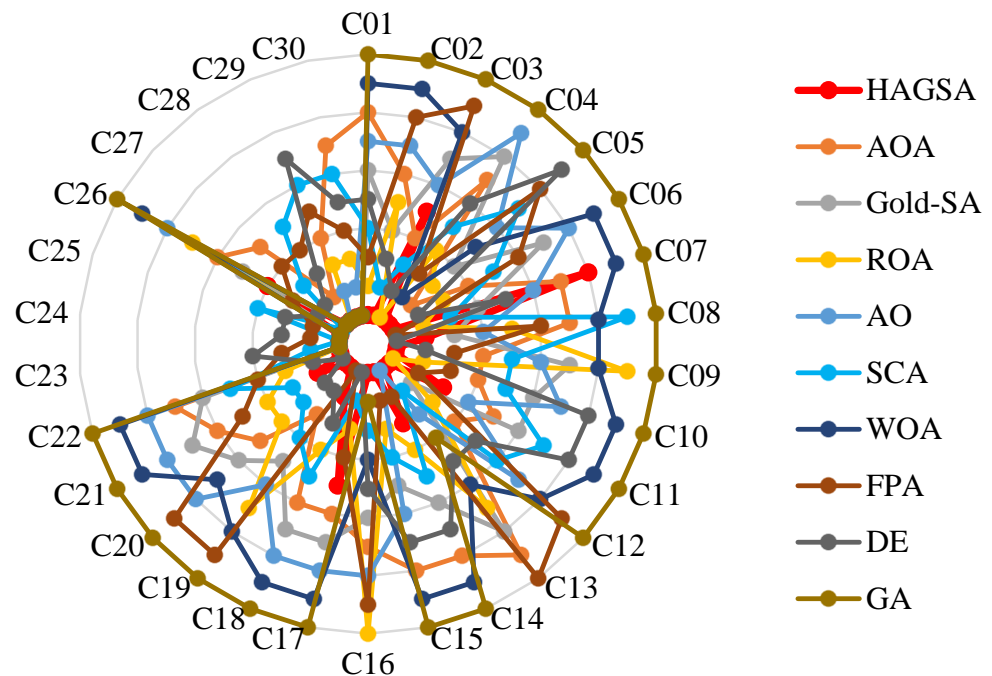 C01
C02
C03
C04
C05
C06
C07
C08
C09
C10
C11
C12
C13
C14
C15
C16
C17
C18
C19
C20
C21
C22
C23
C24
C25
C26
C27
C28
C29
C30
HAGSA
AOA
Gold-SA
ROA
AO
SCA
WOA
FPA
DE
GA